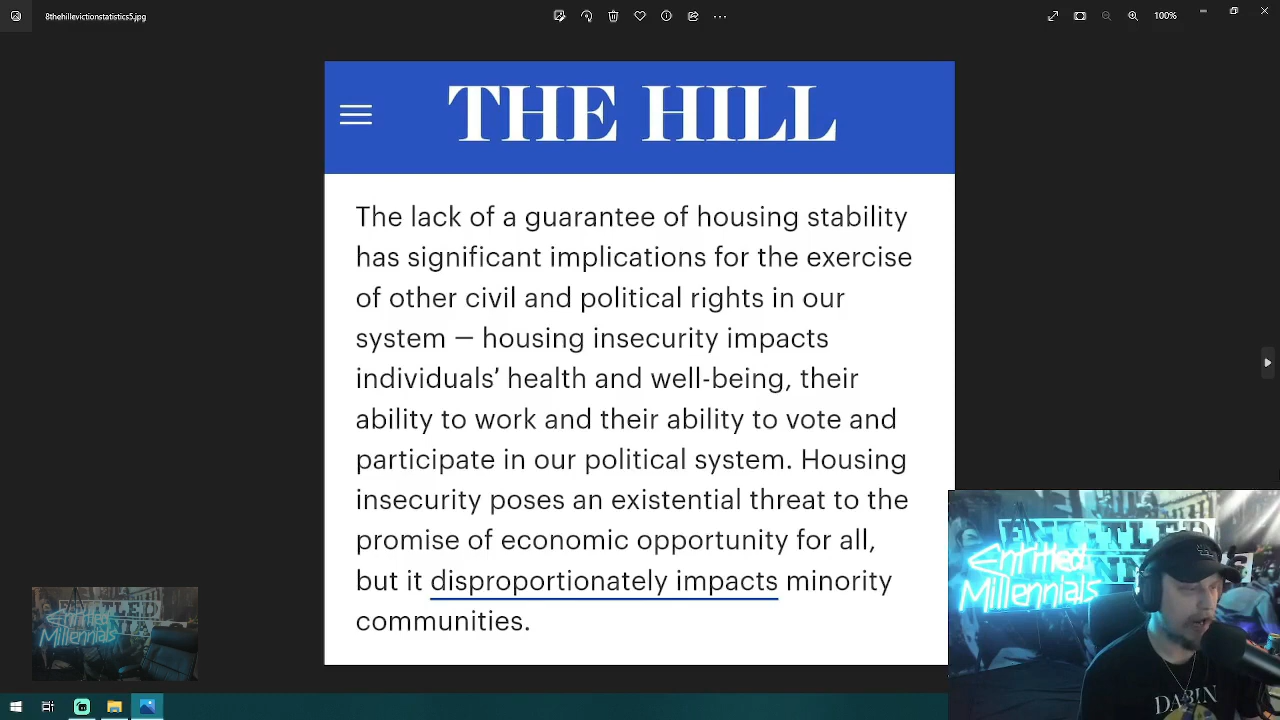 8thehillevictionstatistics5.jpg
100%
THE HILL
The lack of a guarantee of housing stability
has significant implications for the exercise
of other civil and political rights in our
system — housing insecurity impacts
individuals’ health and well-being, their
ability to work and their ability to vote and
participate in our political system. Housing
insecurity poses an existential threat to the
promise of economic opportunity for all,
but it disproportionately impacts minority
communities.
Entitled
Millennials
Entitled
Millennials